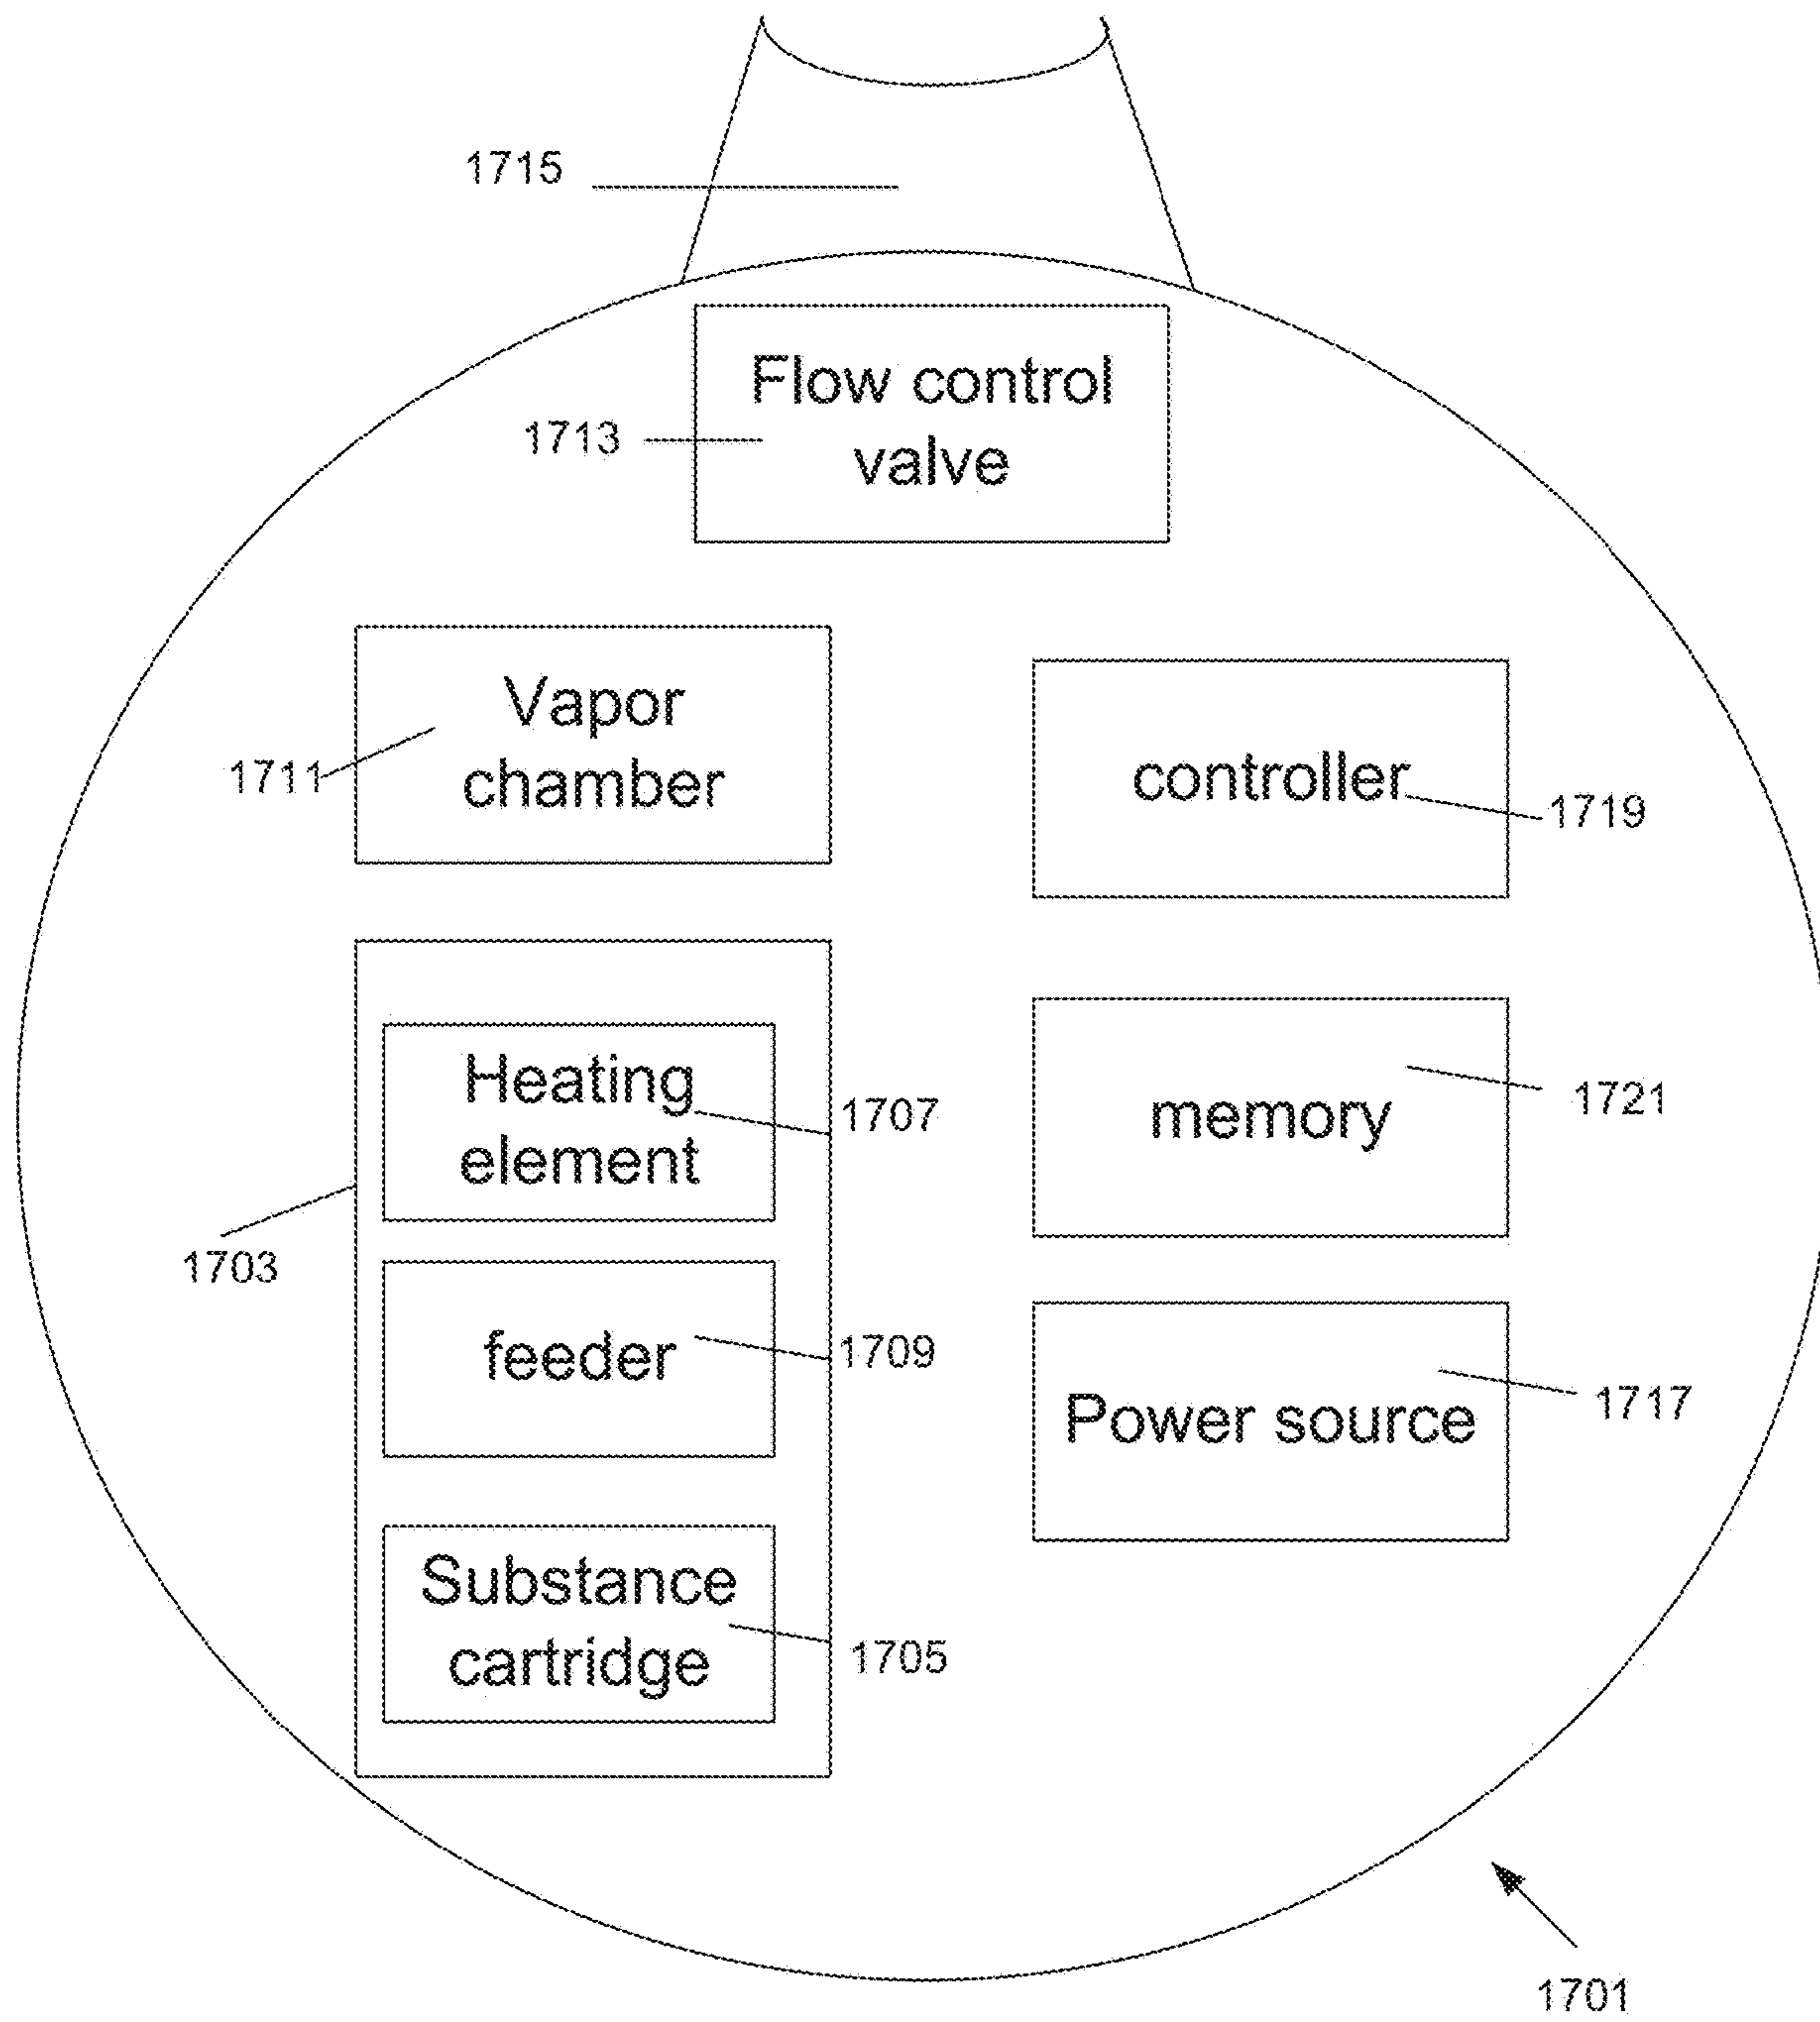 1715
Flow control
valve
1713
Vapor
chamber
1711
controller
1719
Heating
element
1707
memory
1721
1703
feeder
1709
Power source
1717
Substance
cartridge
1705
1701